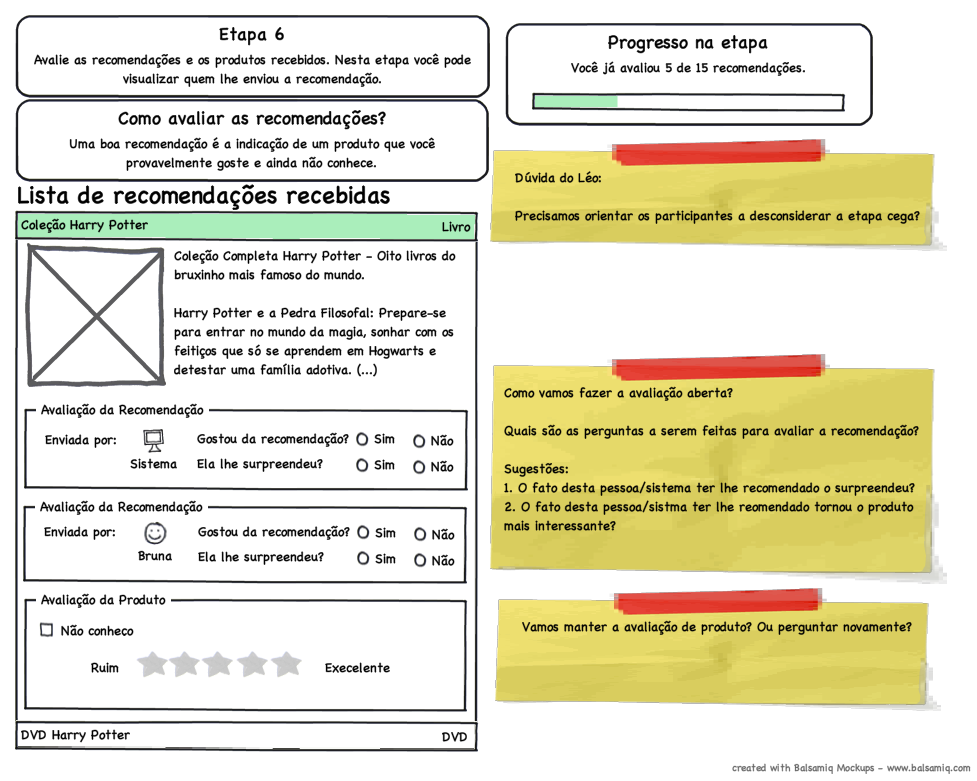 Etapa 6
Avalie as recomendações e os produtos recebidos. Nesta etapa você pode
visualizar quem lhe enviou a recomendação.
Como avaliar as recomendações?
Uma boa recomendação é a indicação de um produto que você
provavelmente goste e ainda não conhece.
Progresso na etapa
Você já avaliou 5 de 15 recomendações.
Lista de recomendações recebidas
Coleção Harry Potter
Livro
Coleção Completa Harry Potter - Oito livros do
bruxinho mais famoso do mundo.
Harry Potter e a Pedra Filosofal: Prepare-se
para entrar no mundo da magia, sonhar com os
feitiços que só se aprendem em Hogwarts e
detestar uma família adotiva. (...)
Avaliação da Recomendação
Enviada por:
Sistema
Gostou da recomendação?
Sim
Não
Ela lhe surpreendeu?
Sim
Não
Avaliação da Recomendação
Enviada por:
Bruna
Gostou da recomendação?
Sim
Não
Ela lhe surpreendeu?
Sim
Não
Avaliação da Produto
Não conheco
Ruim
Execelente
DVD Harry Potter
DVD
Dúvida do Léo:
Precisamos orientar os participantes a desconsiderar a etapa cega?
Como vamos fazer a avaliação aberta?
Quais são as perguntas a serem feitas para avaliar a recomendação?
Sugestões:
1. O fato desta pessoa/sistema ter lhe recomendado o surpreendeu?
2. O fato desta pessoa/sistma ter lhe reomendado tornou o produto
mais interessante?
Vamos manter a avaliação de produto? Ou perguntar novamente?
created with Balsamiq Mockups - www.balsamiq.com